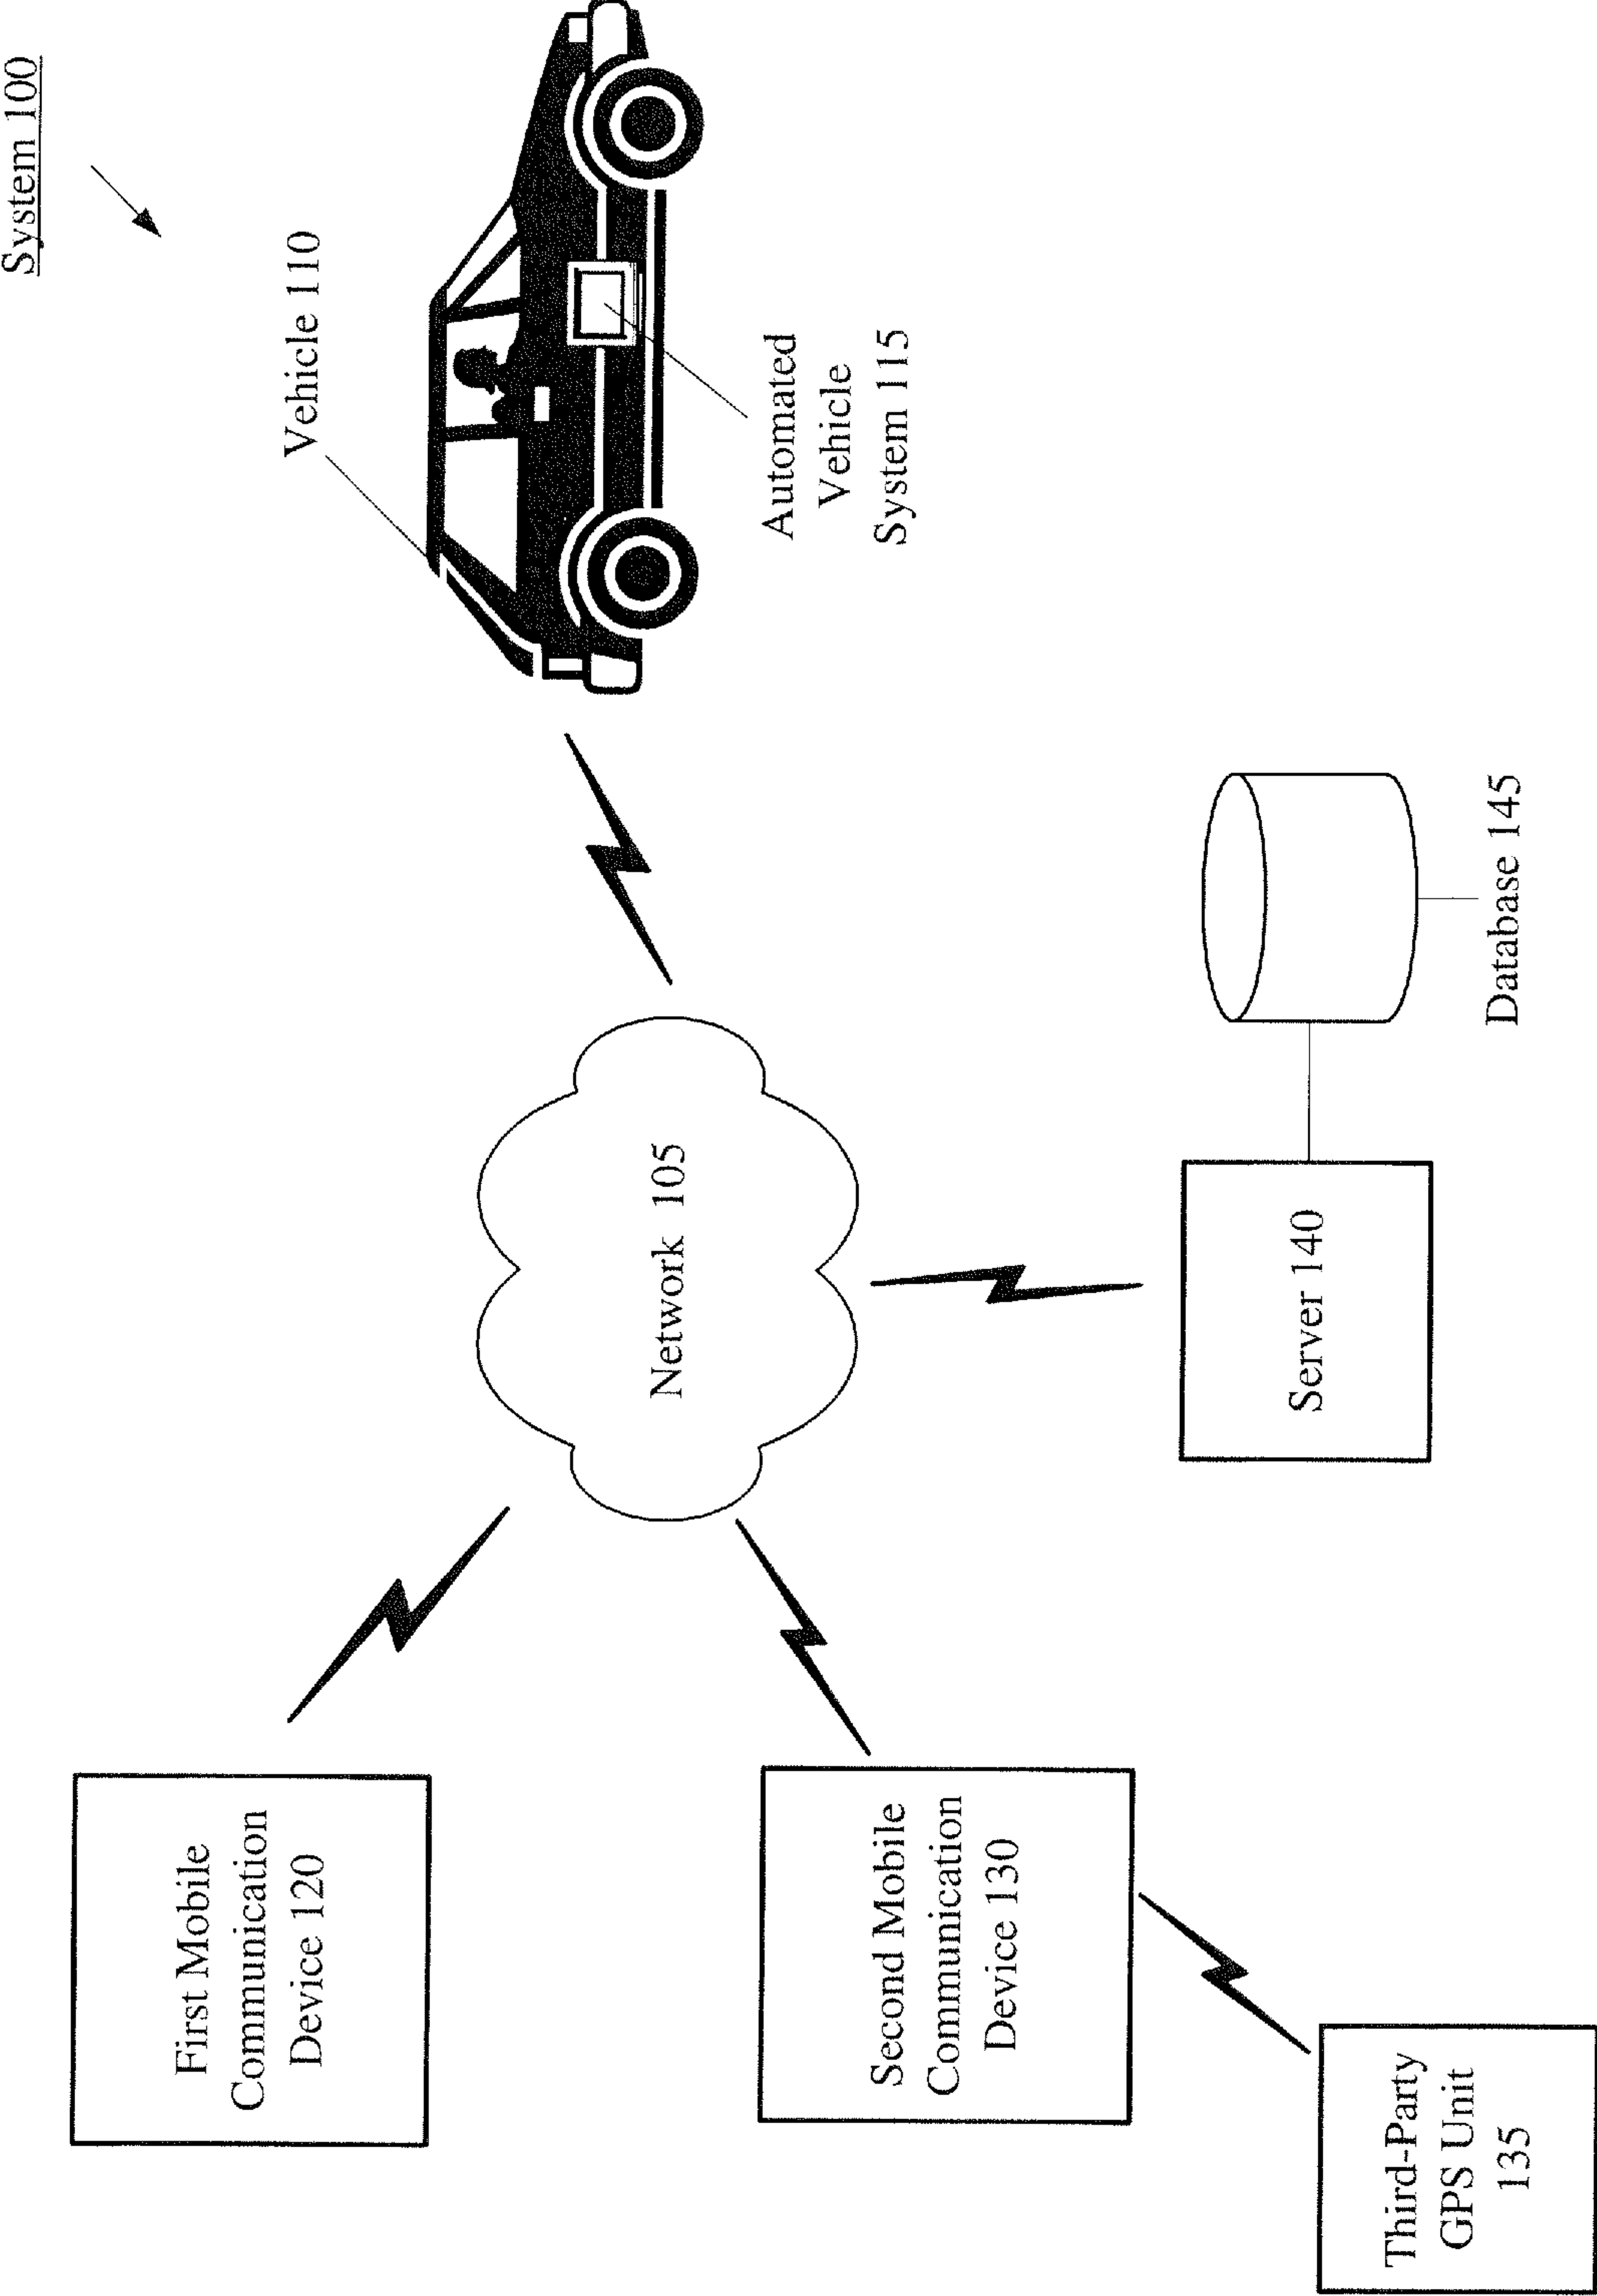 System 100
Vehicle 110
Automated
Vehicle
System 115
First Mobile
Communication
Device 120
Network 105
Second Mobile
Communication
Device 130
Server 140
Database 145
Third-Party
GPS Unit
135